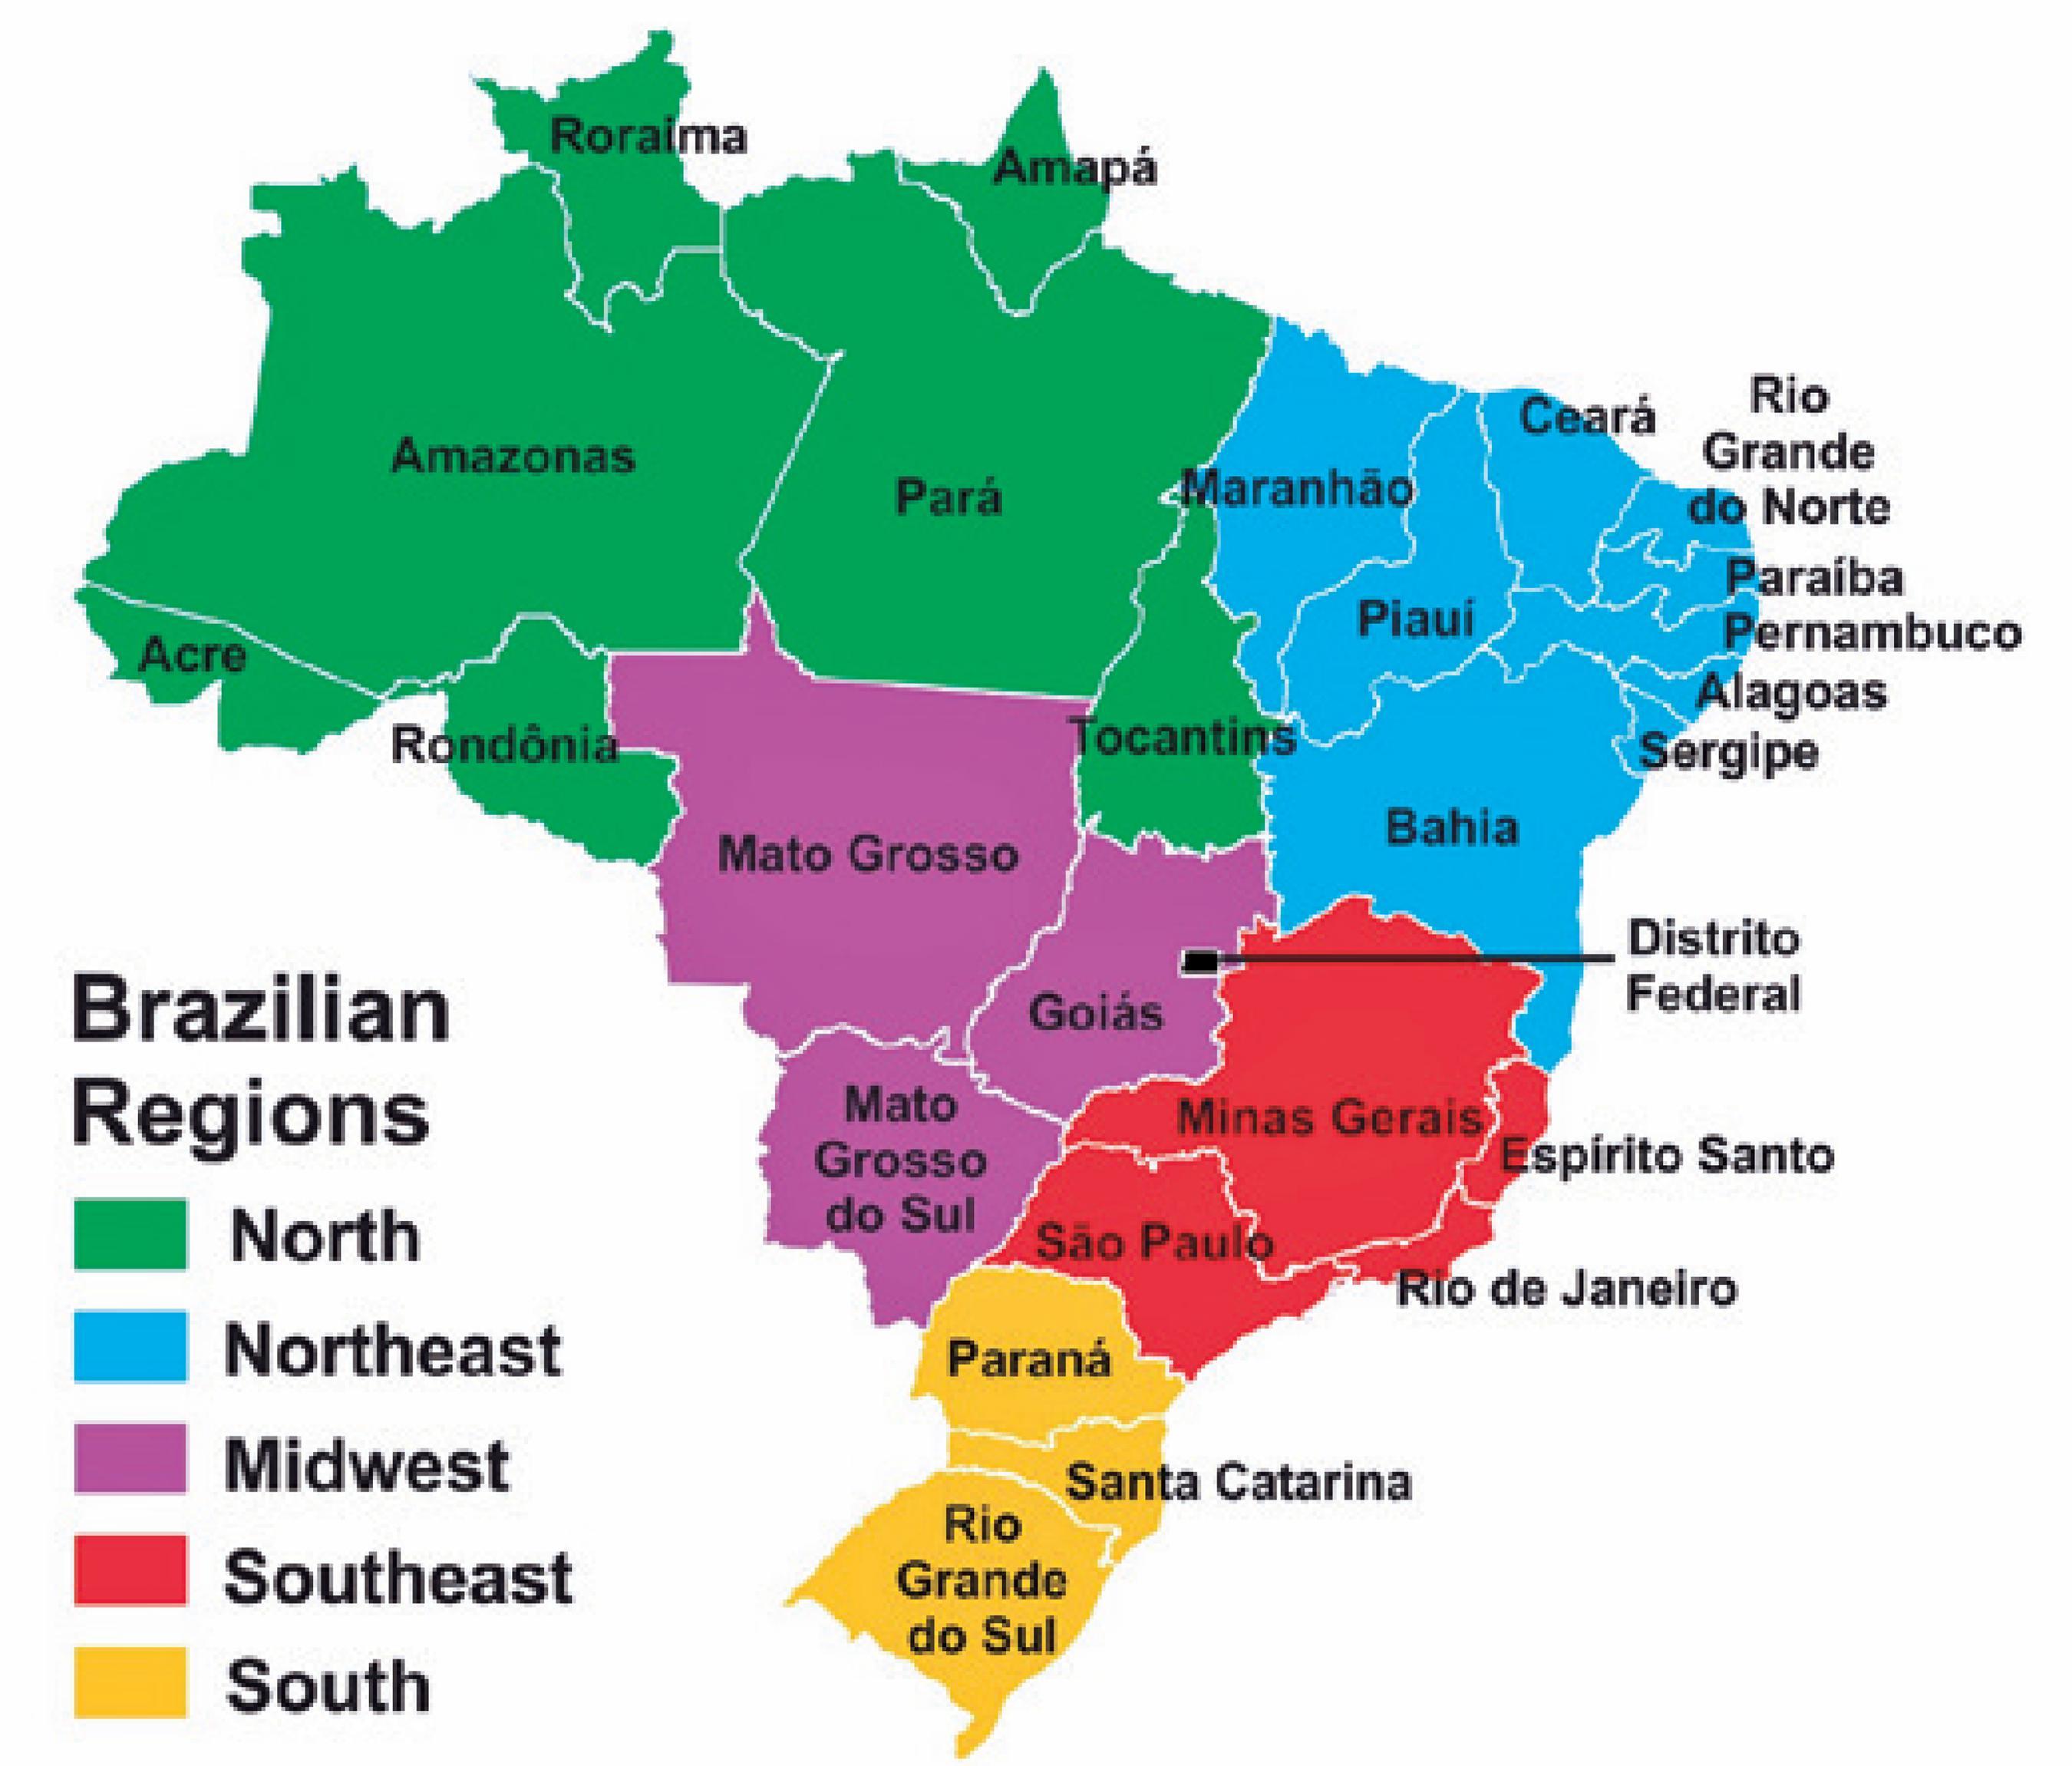 Roraima
Amapá
Amazonas
Pará
Maranhão
Ceará
Rio
Grande
do Norte
Piauí
Paraíba
Pernambuco
Alagoas
Sergipe
Acre
Rondônia
Tocantins
Mato Grosso
Bahia
Distrito
Federal
Goiás
Mato
Grosso
do Sul
Minas Gerais
Espírito Santo
São Paulo
Rio de Janeiro
Paraná
Santa Catarina
Rio
Grande
do Sul
Brazilian
Regions
North
Northeast
Midwest
Southeast
South